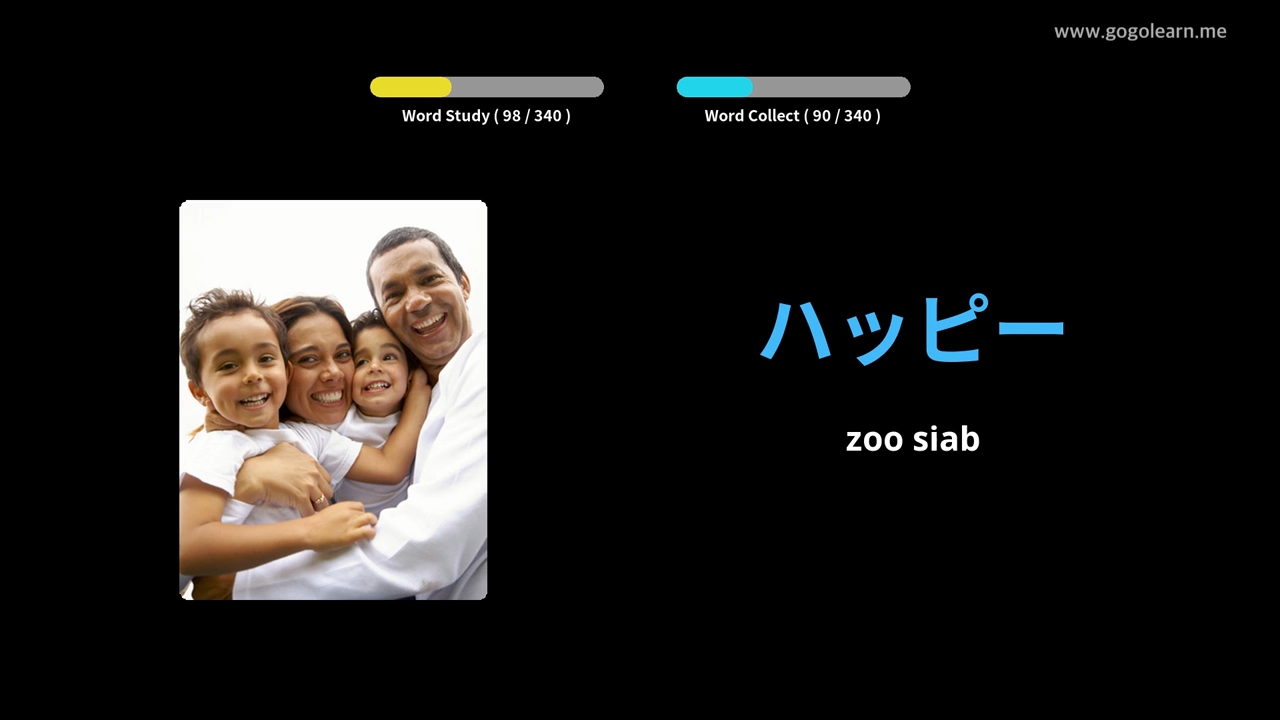 www.gogolearn.me
Word Study ( 98 / 340 )
Word Collect ( 90 / 340 )
ハッピー
zoo siab